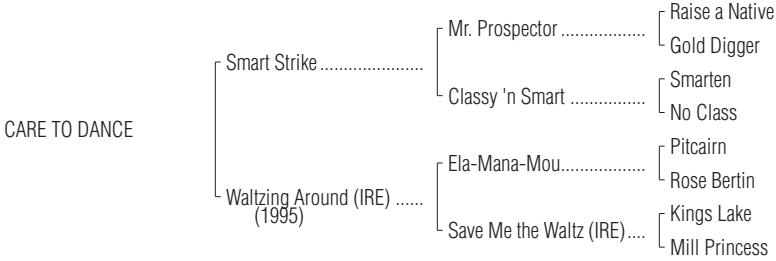 Raise a Native
Mr. Prospector ...................
Gold Digger
Smart Strike ......................
Smarten
Classy 'n Smart ................
No Class
CARE TO DANCE
Pitcairn
Ela-Mana-Mou..................
Rose Bertin
Waltzing Around (IRE) ......
(1995)
Kings Lake
Save Me the Waltz (IRE)....
Mill Princess